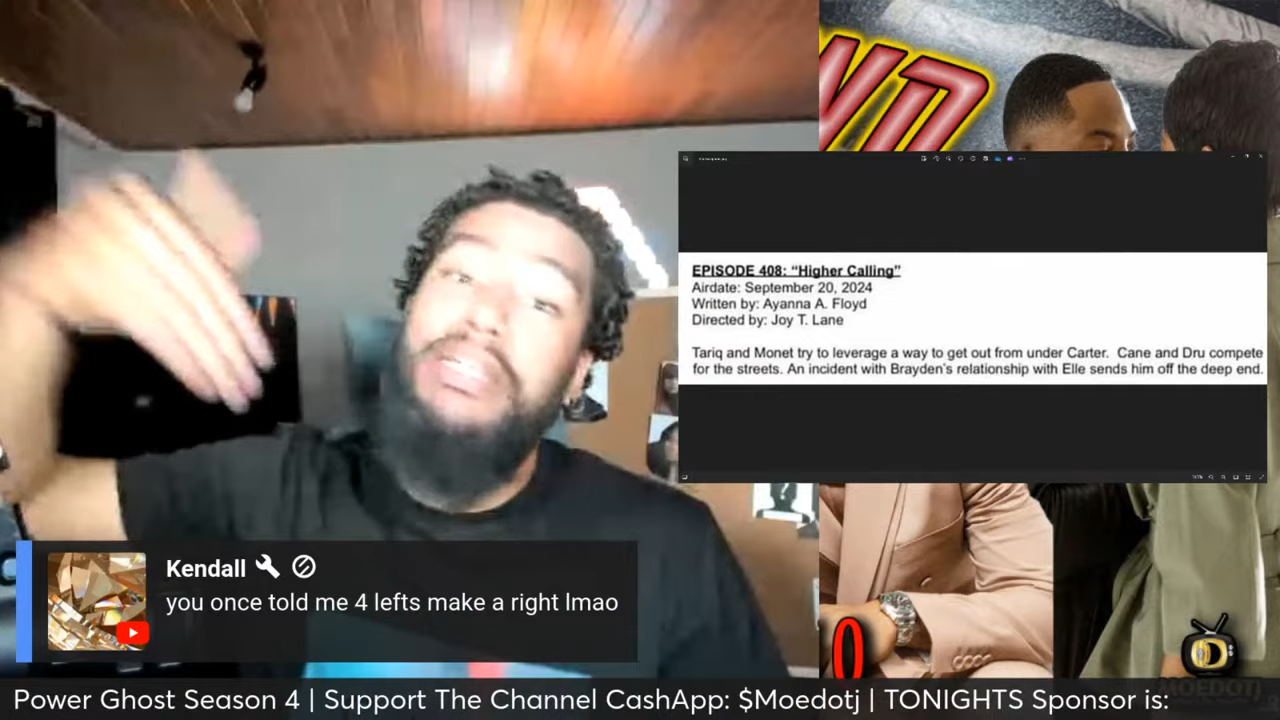 ND
EPISODE 408: “Higher Calling”
Airdate: September 20, 2024
Written by: Ayanna A. Floyd
Directed by: Joy T. Lane
Tariq and Monet try to leverage a way to get out from under Carter. Cane and Dru compete
for the streets. An incident with Brayden's relationship with Elle sends him off the deep end.
Kendall
you once told me 4 lefts make a right lmao
0
MOEDOTJ
Power Ghost Season 4 | Support The Channel CashApp: $Moedotj | TONIGHTS Sponsor is: